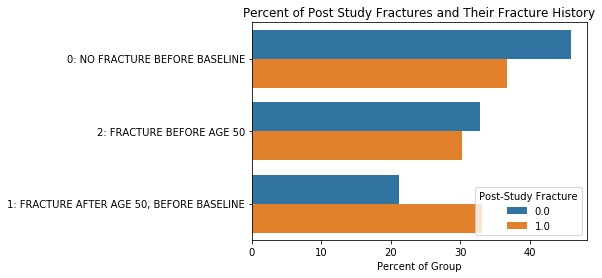 Percent of Post Study Fractures and Their Fracture History
0: NO FRACTURE BEFORE BASELINE
2: FRACTURE BEFORE AGE 50
1: FRACTURE AFTER AGE 50, BEFORE BASELINE
Post-Study Fracture
0.0
1.0
0 10 20 30 40
Percent of Group